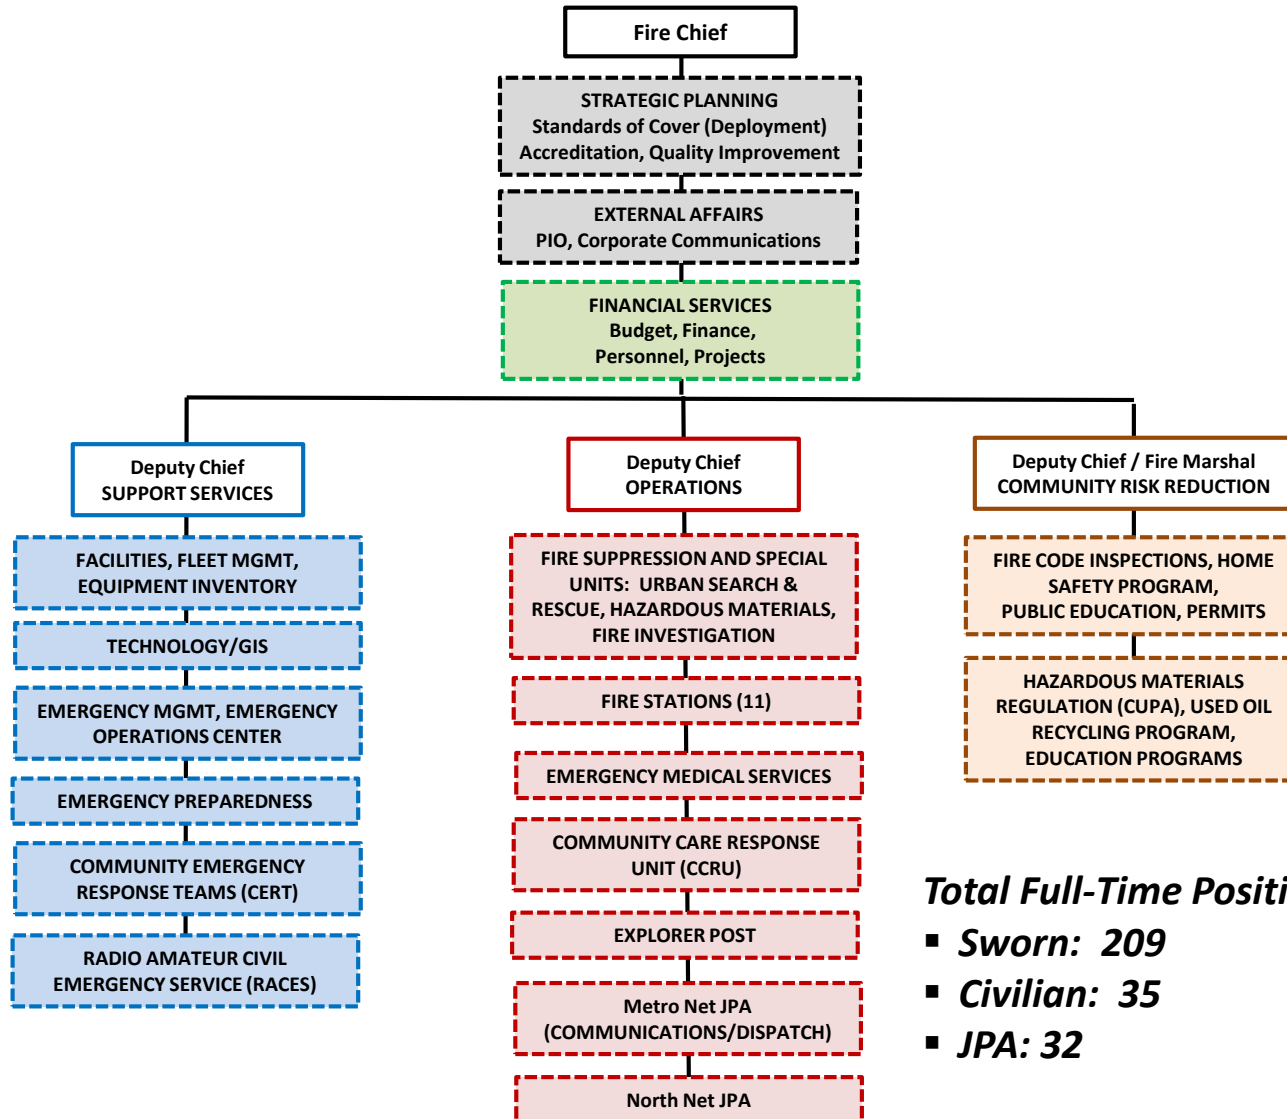 Fire Chief
STRATEGIC PLANNING
Standards of Cover (Deployment)
Accreditation, Quality Improvement
EXTERNAL AFFAIRS
PIO, Corporate Communications
FINANCIAL SERVICES
Budget, Finance,
Personnel, Projects
Deputy Chief
SUPPORT SERVICES
FACILITIES, FLEET MGMT,
EQUIPMENT INVENTORY
TECHNOLOGY/GIS
EMERGENCY MGMT, EMERGENCY
OPERATIONS CENTER
EMERGENCY PREPAREDNESS
COMMUNITY EMERGENCY
RESPONSE TEAMS (CERT)
RADIO AMATEUR CIVIL
EMERGENCY SERVICE (RACES)
Deputy Chief
OPERATIONS
FIRE SUPPRESSION AND SPECIAL
UNITS: URBAN SEARCH &
RESCUE, HAZARDOUS MATERIALS,
FIRE INVESTIGATION
FIRE STATIONS (11)
EMERGENCY MEDICAL SERVICES
COMMUNITY CARE RESPONSE
UNIT (CCRU)
EXPLORER POST
Metro Net JPA
(COMMUNICATIONS/DISPATCH)
North Net JPA
Deputy Chief / Fire Marshal
COMMUNITY RISK REDUCTION
FIRE CODE INSPECTIONS, HOME
SAFETY PROGRAM,
PUBLIC EDUCATION, PERMITS
HAZARDOUS MATERIALS
REGULATION (CUPA), USED OIL
RECYCLING PROGRAM,
EDUCATION PROGRAMS
Total Full-Time Positi
▪ Sworn: 209
▪ Civilian: 35
▪ JPA: 32